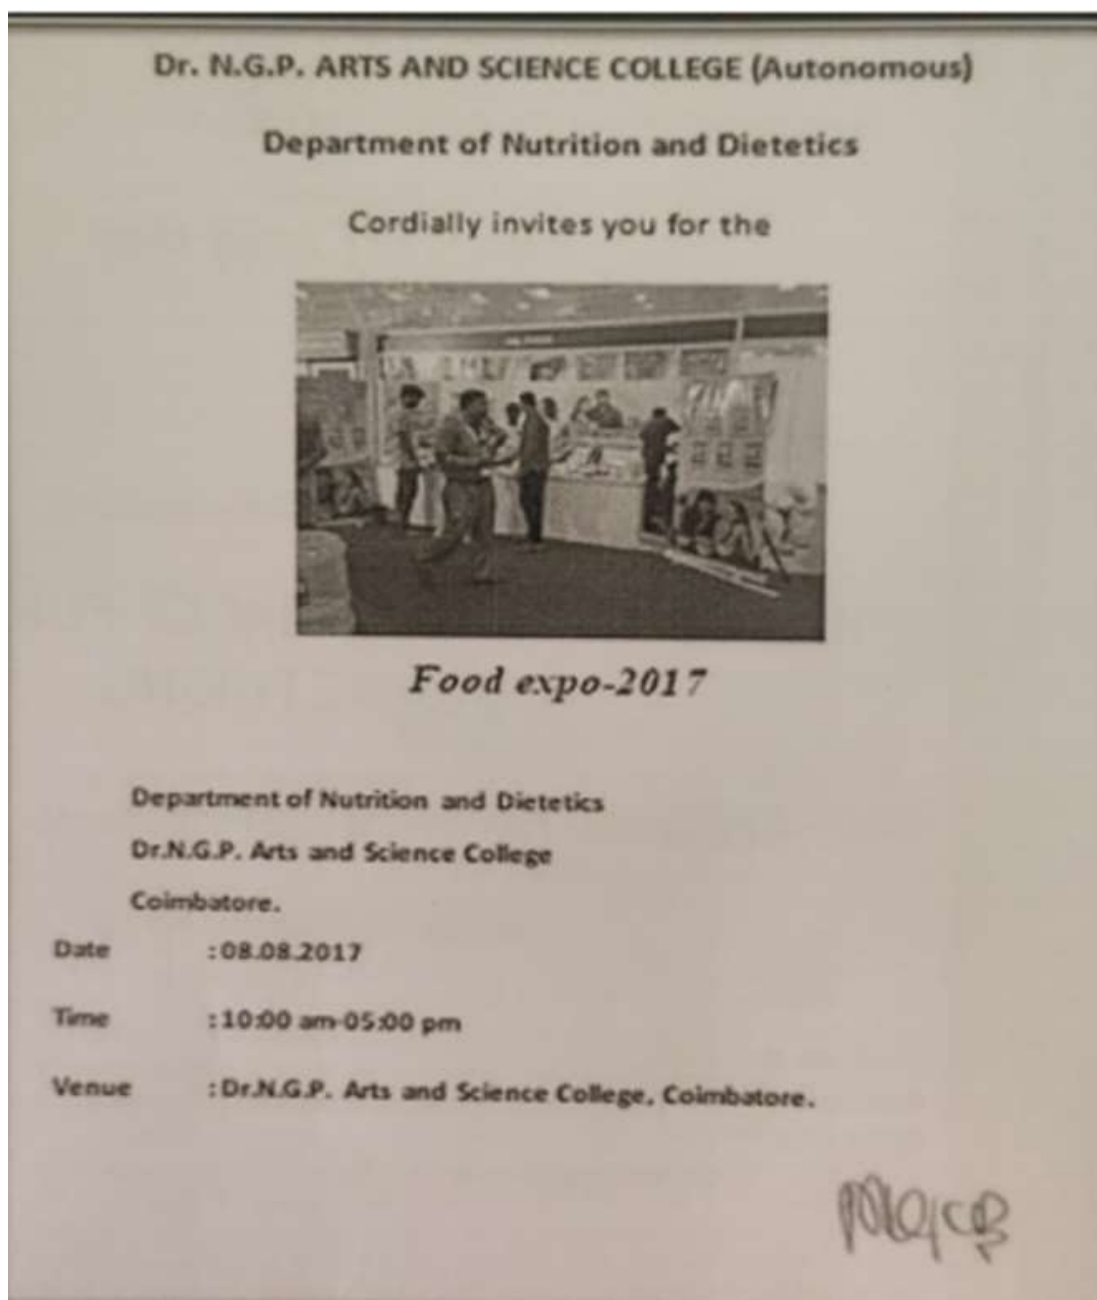 Dr. N.G.P. ARTS AND SCIENCE COLLEGE (Autonomous)
Department of Nutrition and Dietetics
Cordially invites you for the
Food expo-2017
Department of Nutrition and Dietetics
Dr.N.G.P. Arts and Science College
Coimbatore.
Date : 08.08.2017
Time : 10:00 am-05:00 pm
Venue : Dr.N.G.P. Arts and Science College, Coimbatore.